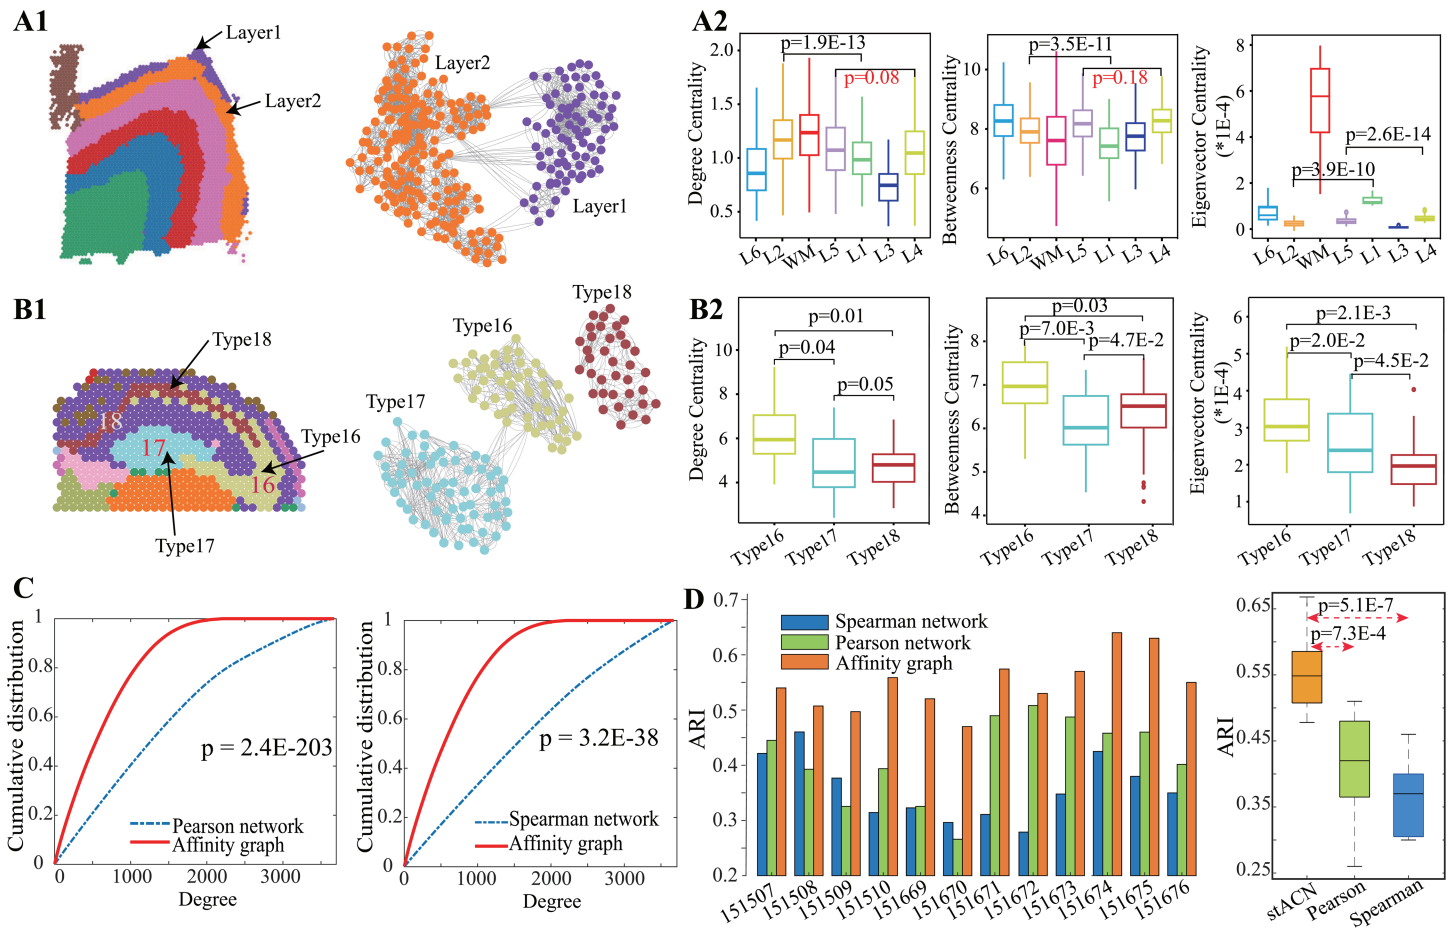 A1
Layer1
Layer2
Layer2
Layer1
A2
Degree Centrality
2.0
1.5
1.0
0.5
p=1.9E-13
p=0.08
L6
L2
WM
L5
L1
L3
L4
Betweenness Centrality
10
8
6
p=3.5E-11
p=0.18
L6
L2
WM
L5
L1
L3
L4
Eigenvector Centrality
(*1E-4)
8
6
4
2
0
p=2.6E-14
p=3.9E-10
L6
L2
WM
L5
L1
L3
L4
B1
Type18
18
17
16
Type16
Type17
Type18
Type16
Type17
B2
Degree Centrality
10
8
6
4
p=0.01
p=0.04
p=0.05
Type16
Type17
Type18
Betweenness Centrality
8
7
6
5
4
p=0.03
p=7.0E-3
p=4.7E-2
Type16
Type17
Type18
Eigenvector Centrality
(*1E-4)
6
5
4
3
2
1
p=2.1E-3
p=2.0E-2
p=4.5E-2
Type16
Type17
Type18
C
Cumulative distribution
1
0.8
0.6
0.4
0.2
0
p = 2.4E-203
Pearson network
Affinity graph
0
1000
2000
3000
Degree
Cumulative distribution
1
0.8
0.6
0.4
0.2
0
p = 3.2E-38
Spearman network
Affinity graph
0
1000
2000
3000
Degree
D
ARI
0.7
0.6
0.5
0.4
0.3
0.2
Spearman network
Pearson network
Affinity graph
151507
151508
151509
151510
151669
151670
151671
151672
151673
151674
151675
151676
ARI
0.65
0.55
0.45
0.35
0.25
p=5.1E-7
p=7.3E-4
stACN
Pearson
Spearman